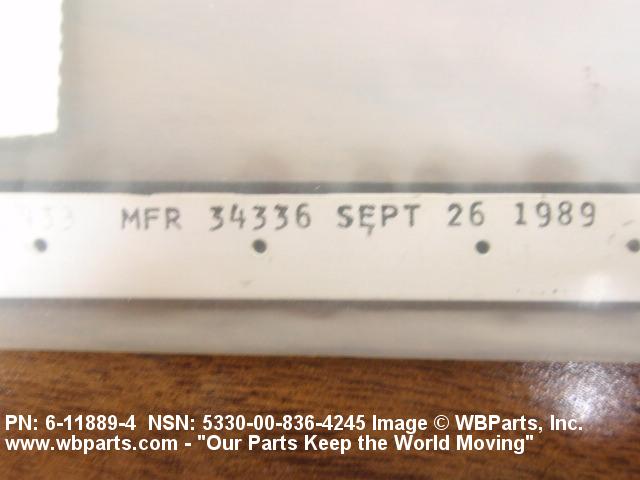 MFR 34336 SEPT 26 1989
PN: 6-11889-4 NSN: 5330-00-836-4245 Image © WBParts, Inc.
www.wbparts.com - "Our Parts Keep the World Moving"